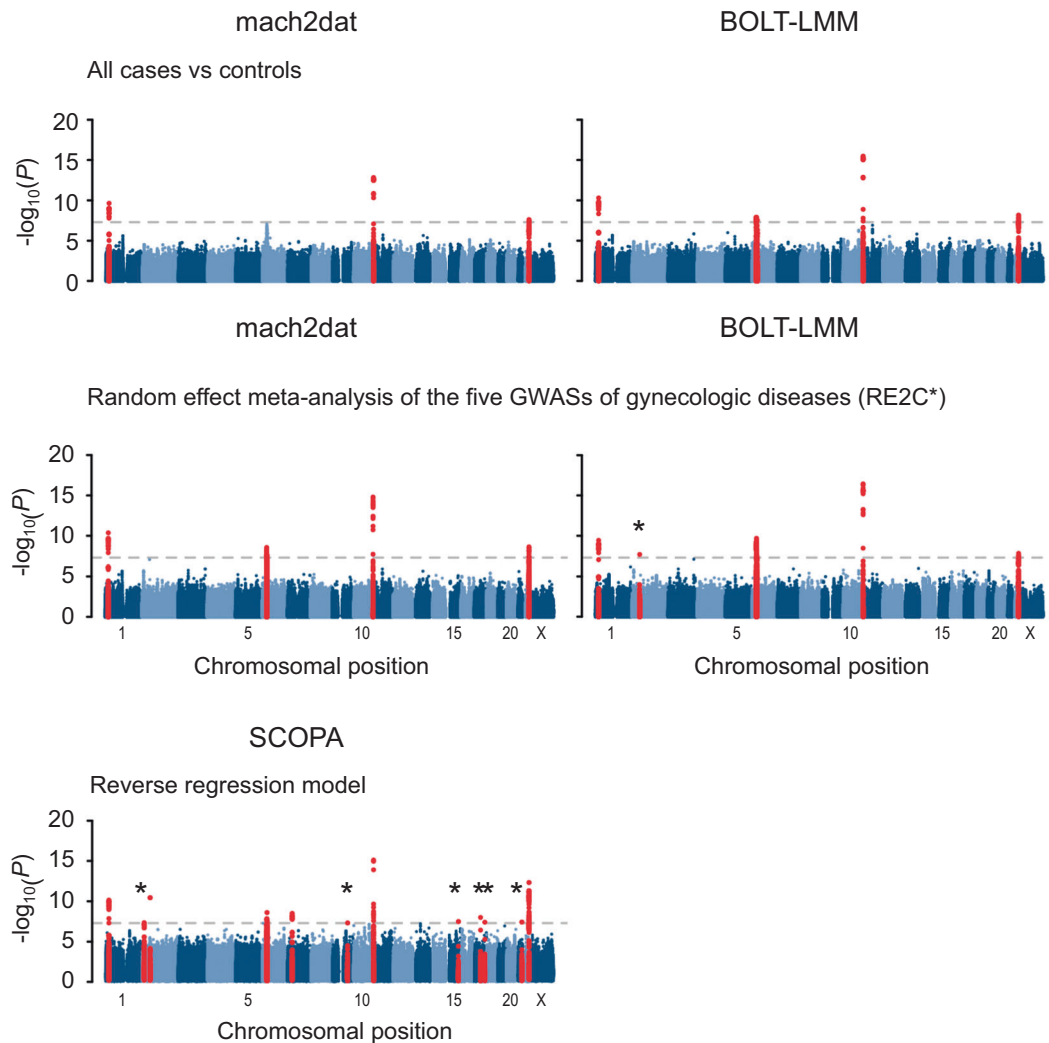 mach2dat BOLT-LMM
All cases vs controls
20
15
10
5
0
-log10(P)
mach2dat BOLT-LMM
Random effect meta-analysis of the five GWASs of gynecologic diseases (RE2C*)
20
15
10
5
0
-log10(P)
*
1 5 10 15 20 X
1 5 10 15 20 X
Chromosomal position Chromosomal position
SCOPA
Reverse regression model
20
15
10
5
0
-log10(P)
* * * ** *
1 5 10 15 20 X
Chromosomal position